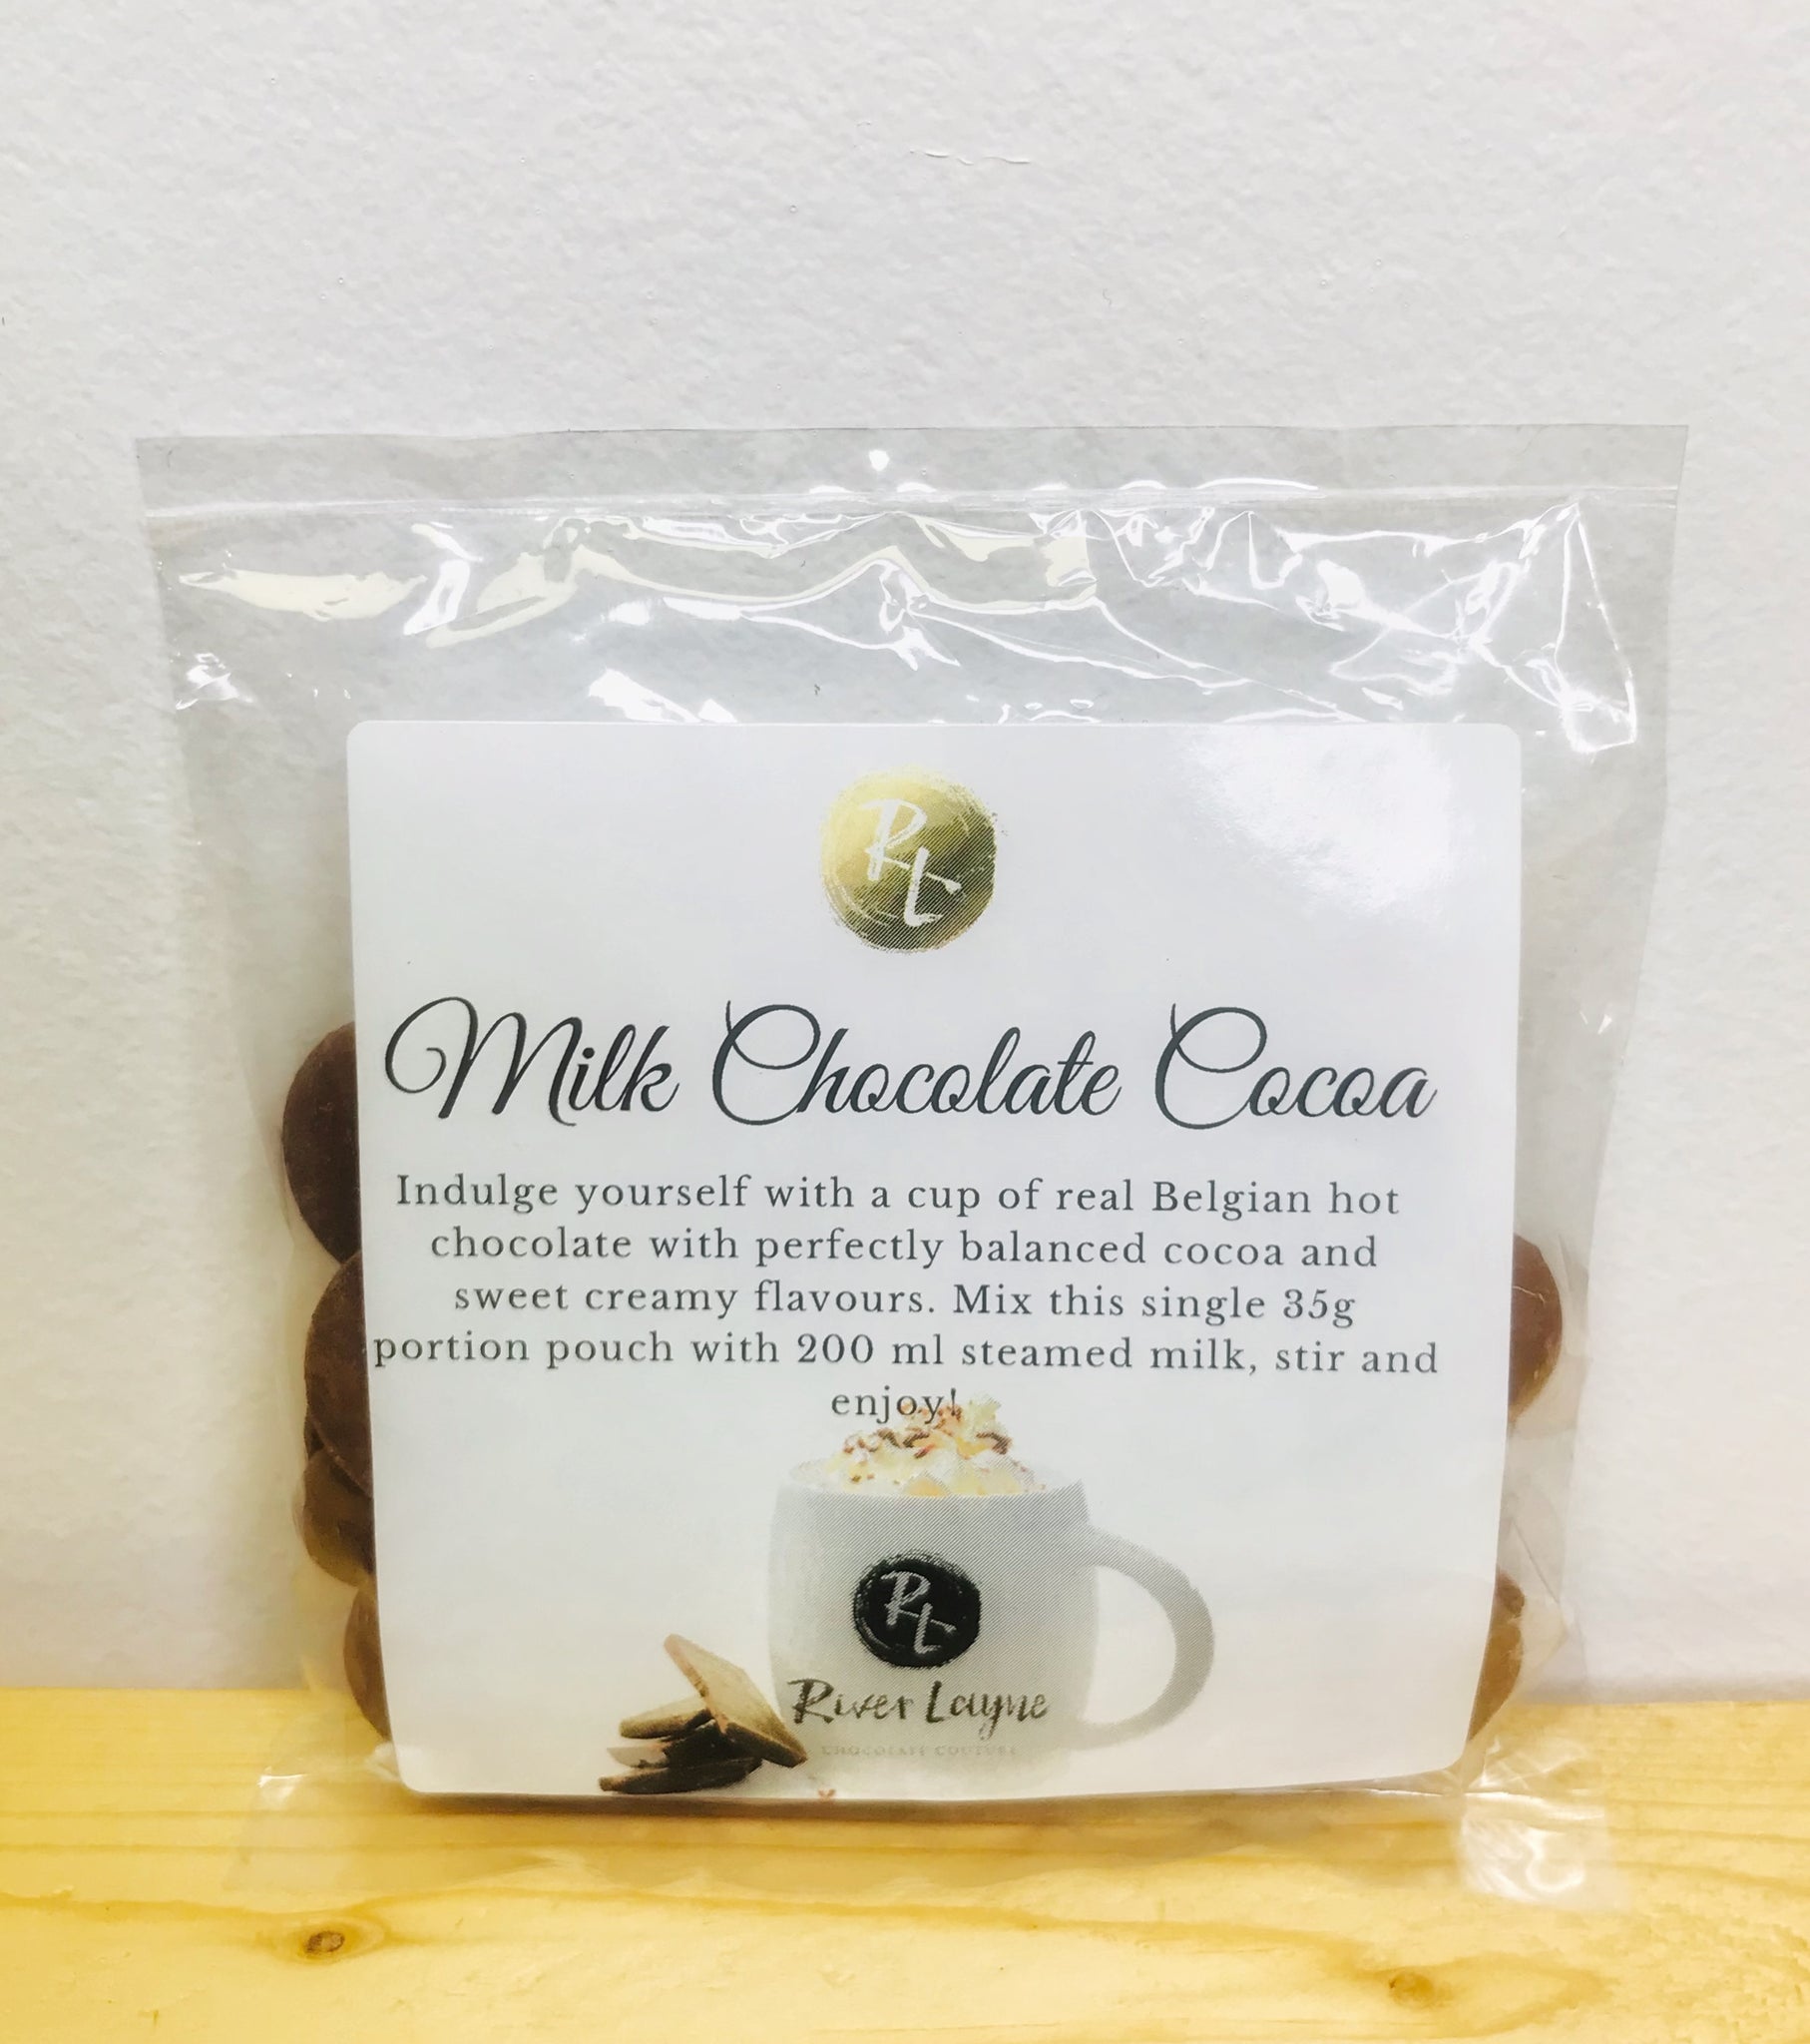 RL
Milk Chocolate Cocoa
Indulge yourself with a cup of real Belgian hot
chocolate with perfectly balanced cocoa and
sweet creamy flavours. Mix this single 35g
portion pouch with 200 ml steamed milk, stir and
enjoy!
RL
River Layne
CHOCOLATE COUTURE